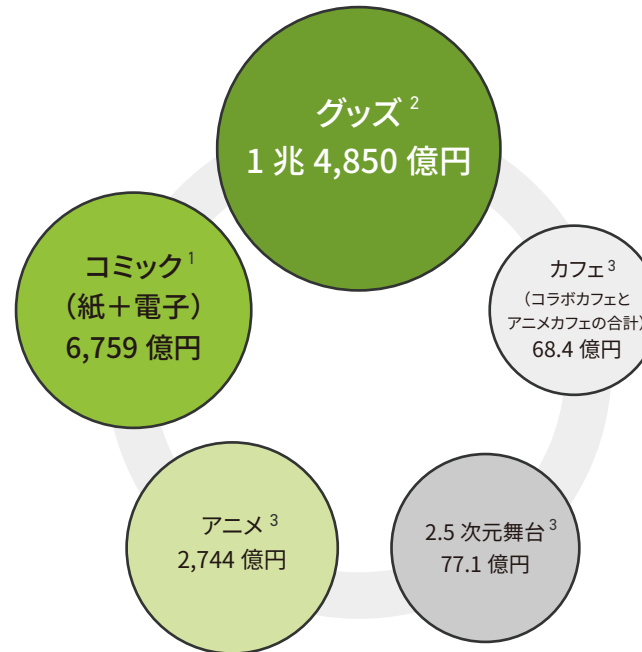 グッズ 2
1 兆 4,850 億円
コミック 1
(紙+電子)
6,759 億円
カフェ 3
(コラボカフェと
アニメカフェの合計)
68.4 億円
アニメ 3
2,744 億円
2.5 次元舞台 3
77.1 億円